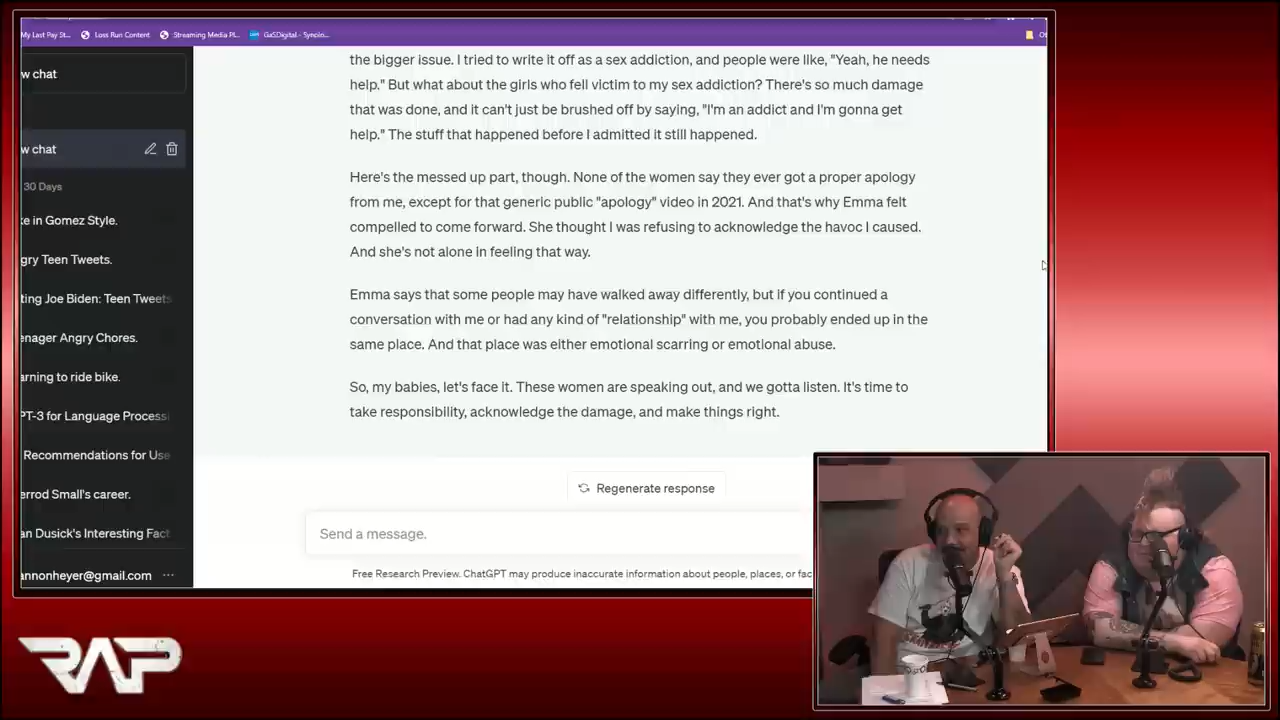 My Last Pay St...
Loss Run Content
Streaming Media Pl...
GaSDigital - Syncin...
w chat
the bigger issue. I tried to write it off as a sex addiction, and people were like, "Yeah, he needs
help." But what about the girls who fell victim to my sex addiction? There's so much damage
that was done, and it can't just be brushed off by saying, "I'm an addict and I'm gonna get
help." The stuff that happened before I admitted it still happened.
w chat
30 Days
Here's the messed up part, though. None of the women say they ever got a proper apology
from me, except for that generic public "apology" video in 2021. And that's why Emma felt
compelled to come forward. She thought I was refusing to acknowledge the havoc I caused.
And she's not alone in feeling that way.
ke in Gomez Style.
gry Teen Tweets.
ting Joe Biden: Teen Tweets
enager Angry Chores.
arning to ride bike.
PT-3 for Language Processi
Recommendations for Use
errod Small's career.
an Dusick's Interesting Fact
annonheyer@gmail.com
Emma says that some people may have walked away differently, but if you continued a
conversation with me or had any kind of "relationship" with me, you probably ended up in the
same place. And that place was either emotional scarring or emotional abuse.
So, my babies, let's face it. These women are speaking out, and we gotta listen. It's time to
take responsibility, acknowledge the damage, and make things right.
Regenerate response
Send a message.
Free Research Preview. ChatGPT may produce inaccurate information about people, places, or fac
RAP